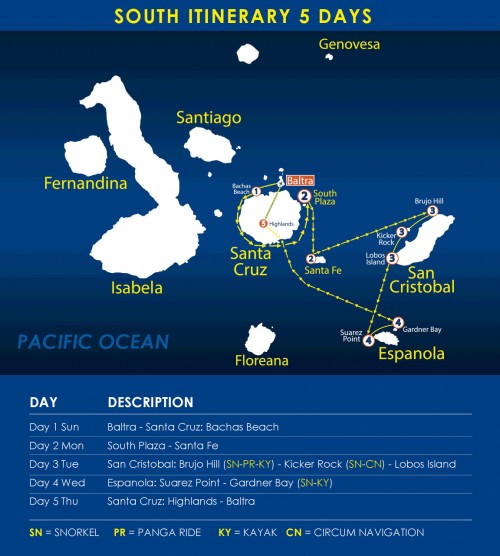 SOUTH ITINERARY 5 DAYS
Genovesa
Santiago
Fernandina
Bachas
Beach
1
Baltra
2
South
Plaza
5
Highlands
Brujo Hill
3
Kicker
Rock
3
Lobos
Island
3
Santa
Cruz
2
Santa Fe
San
Cristobal
Isabela
PACIFIC OCEAN
Floreana
Suarez
Point
4
4
Gardner Bay
Espanola
DAY DESCRIPTION
Day 1 Sun Baltra - Santa Cruz: Bachas Beach
Day 2 Mon South Plaza - Santa Fe
Day 3 Tue San Cristobal: Brujo Hill (SN-PR-KY) - Kicker Rock (SN-CN) - Lobos Island
Day 4 Wed Espanola: Suarez Point - Gardner Bay (SN-KY)
Day 5 Thu Santa Cruz: Highlands - Baltra
SN = SNORKEL PR = PANGA RIDE KY = KAYAK CN = CIRCUM NAVIGATION